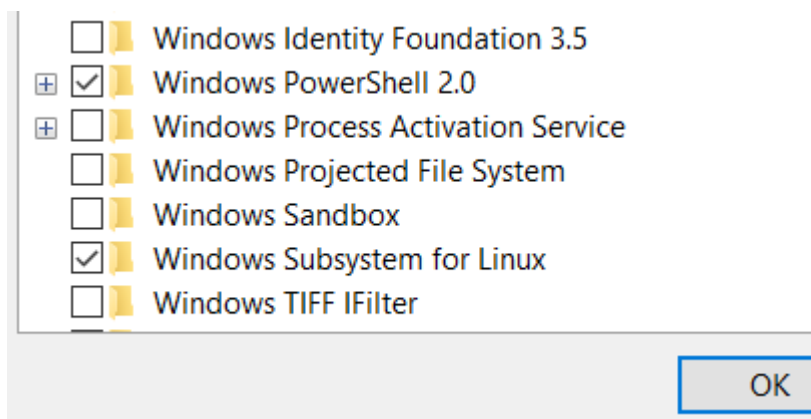 Windows Identity Foundation 3.5
Windows PowerShell 2.0
Windows Process Activation Service
Windows Projected File System
Windows Sandbox
Windows Subsystem for Linux
Windows TIFF IFilter
OK